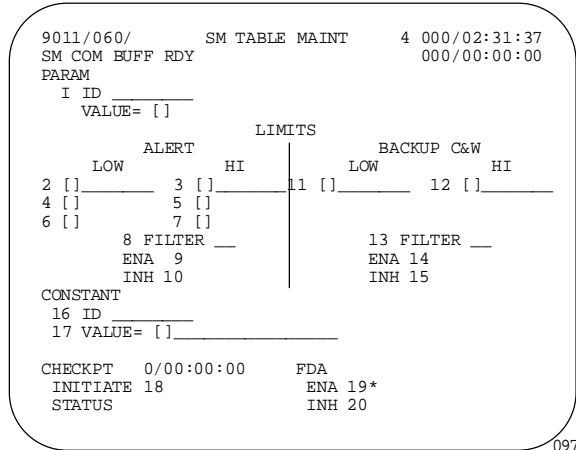 9011/060/ SM TABLE MAINT 4 000/02:31:37
SM COM BUFF RDY 000/00:00:00
PARAM
I ID ________
VALUE= []
LIMITS
ALERT BACKUP C&W
LOW HI LOW HI
2 []_______ 3 []_______11 []_______ 12 []_______
4 [] 5 []
6 [] 7 []
8 FILTER __ 13 FILTER __
ENA 9 ENA 14
INH 10 INH 15
CONSTANT
16 ID ________
17 VALUE= []________________
CHECKPT 0/00:00:00 FDA
INITIATE 18 ENA 19*
STATUS INH 20
097